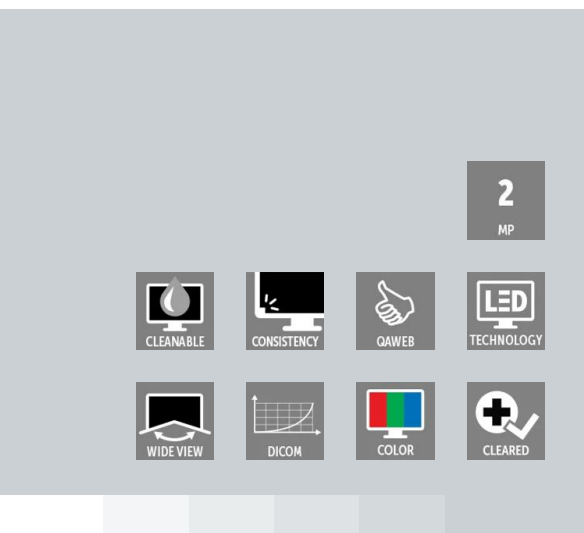 2
MP
CLEANABLE
CONSISTENCY
QAWEB
LED
TECHNOLOGY
WIDE VIEW
DICOM
COLOR
CLEARED